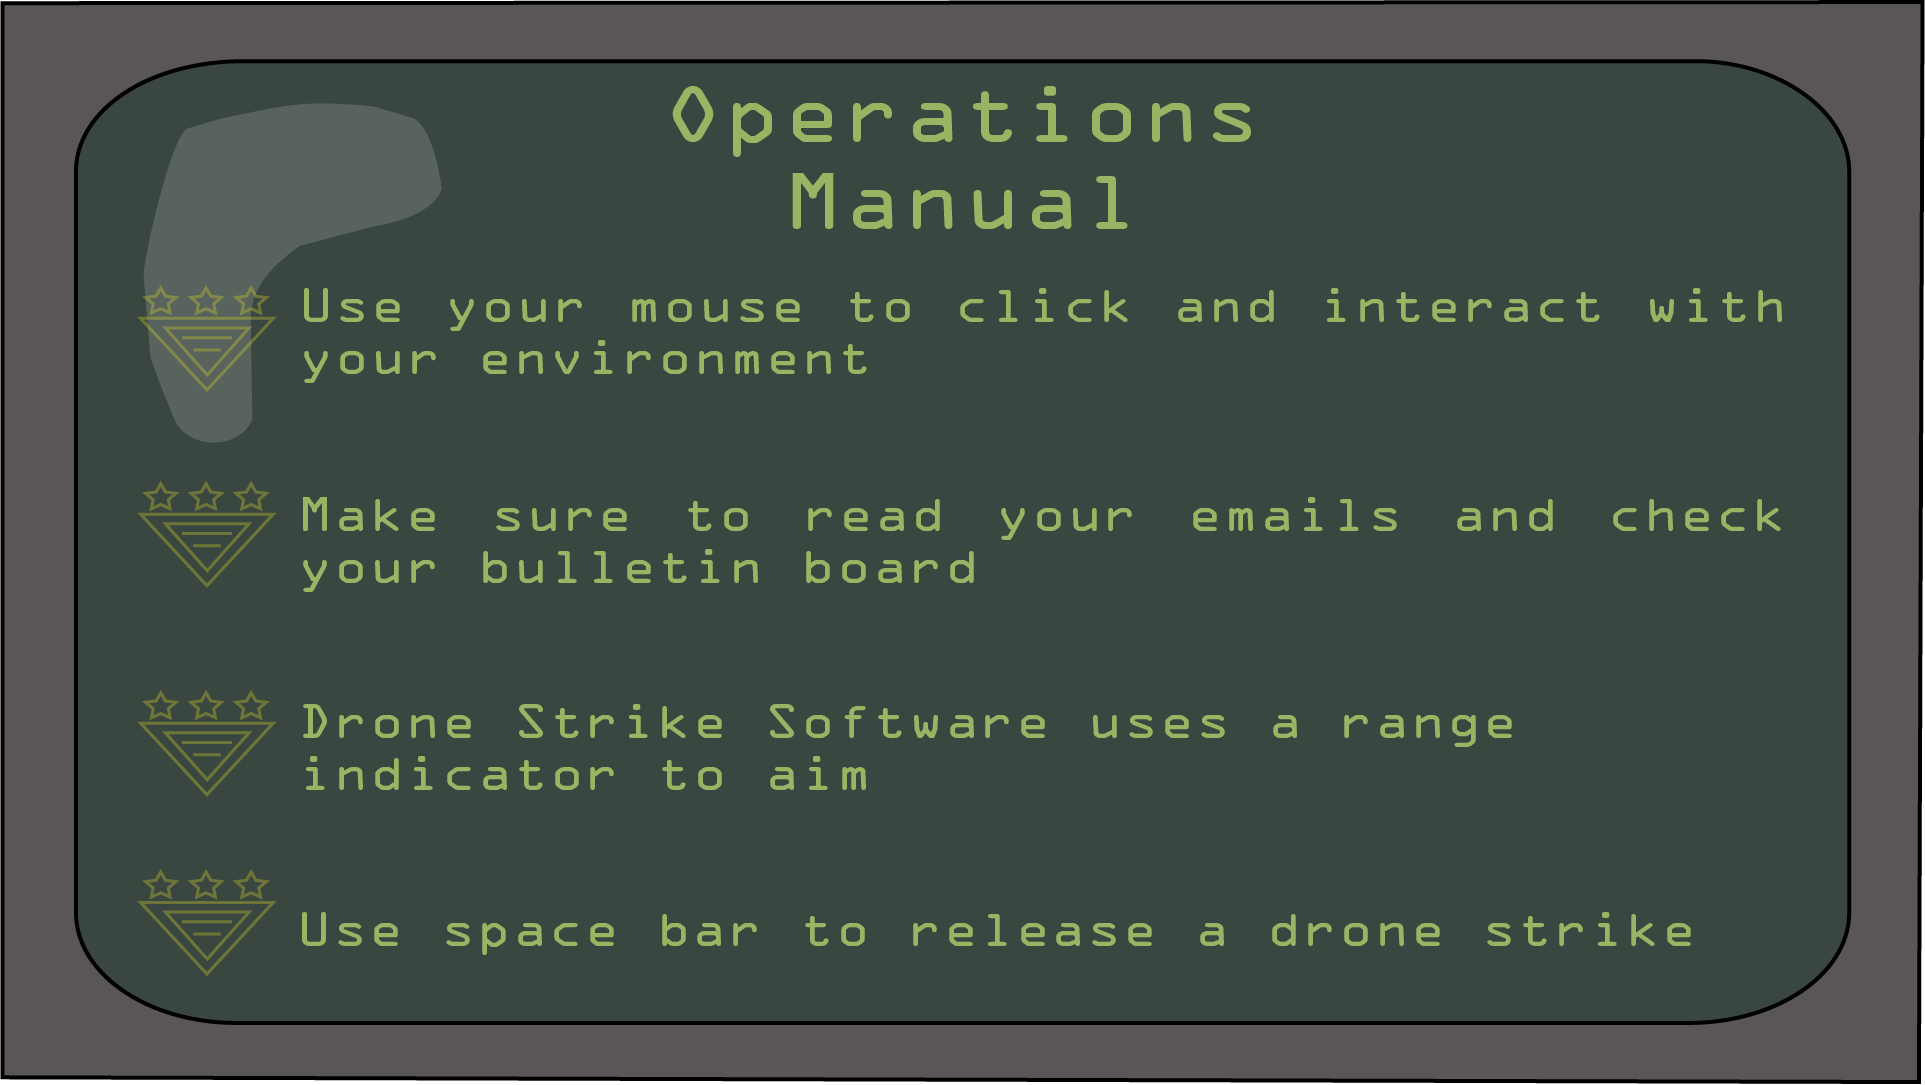 Operations
Manual
Use your mouse to click and interact with
your environment
Make sure to read your emails and check
your bulletin board
Drone Strike Software uses a range
indicator to aim
Use space bar to release a drone strike